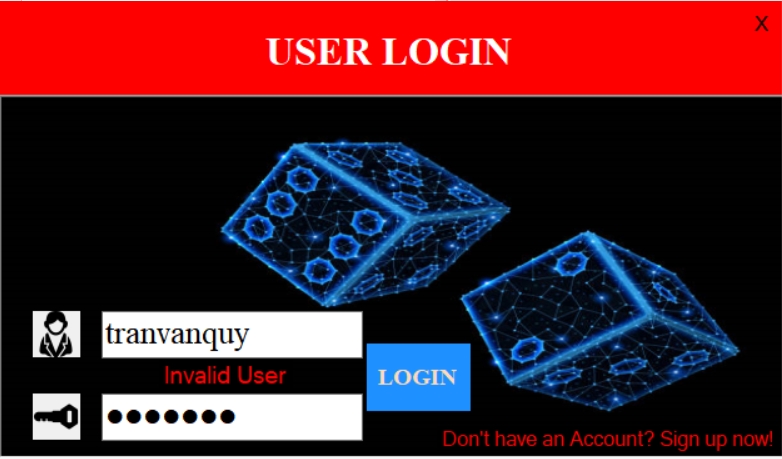 X
USER LOGIN
tranvanquy
Invalid User
LOGIN
●●●●●●●
Don't have an Account? Sign up now!